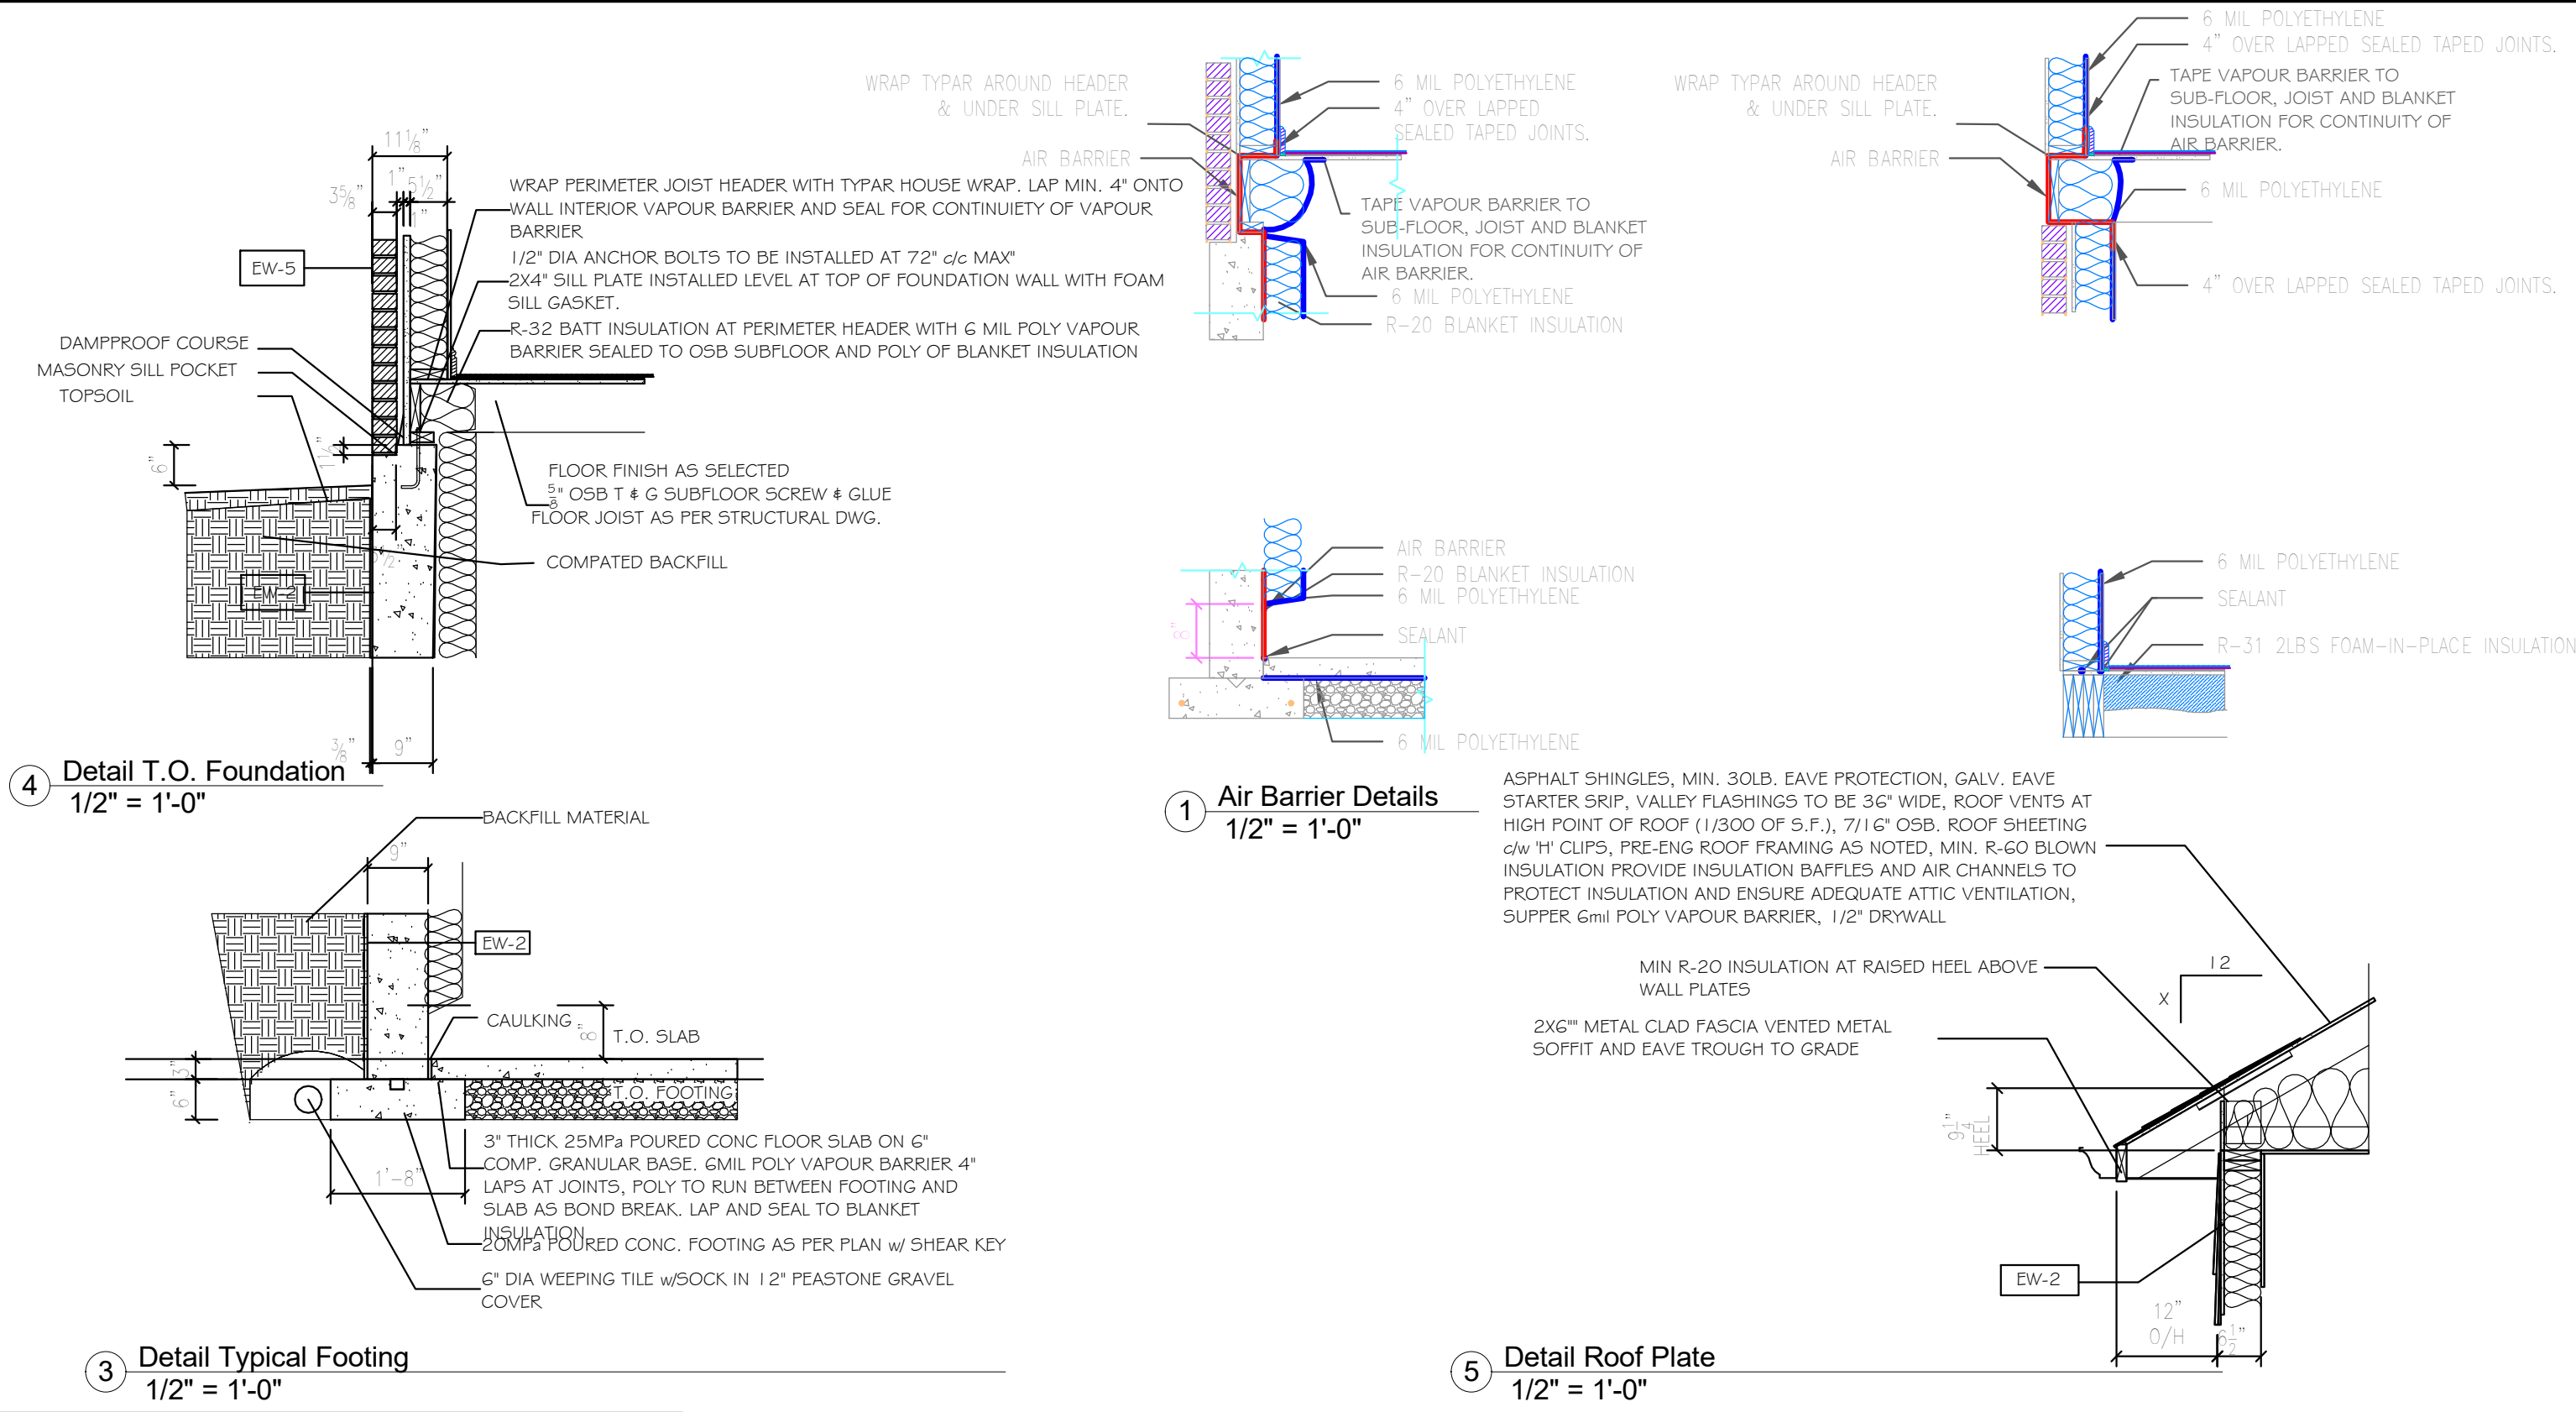 11⅛"
1" 5½"
3⅝"
1"
EW-5
WRAP PERIMETER JOIST HEADER WITH TYPAR HOUSE WRAP. LAP MIN. 4" ONTO
WALL INTERIOR VAPOUR BARRIER AND SEAL FOR CONTINUIETY OF VAPOUR
BARRIER
1/2" DIA ANCHOR BOLTS TO BE INSTALLED AT 72" c/c MAX"
2X4" SILL PLATE INSTALLED LEVEL AT TOP OF FOUNDATION WALL WITH FOAM
SILL GASKET.
R-32 BATT INSULATION AT PERIMETER HEADER WITH 6 MIL POLY VAPOUR
BARRIER SEALED TO OSB SUBFLOOR AND POLY OF BLANKET INSULATION
DAMPPROOF COURSE
MASONRY SILL POCKET
TOPSOIL
6"
FLOOR FINISH AS SELECTED
5/8" OSB T & G SUBFLOOR SCREW & GLUE
FLOOR JOIST AS PER STRUCTURAL DWG.
COMPATED BACKFILL
EW-2
⅜"
9"
4
Detail T.O. Foundation
1/2" = 1'-0"
WRAP TYPAR AROUND HEADER
& UNDER SILL PLATE.
AIR BARRIER
6 MIL POLYETHYLENE
4" OVER LAPPED
SEALED TAPED JOINTS.
TAPE VAPOUR BARRIER TO
SUB-FLOOR, JOIST AND BLANKET
INSULATION FOR CONTINUITY OF
AIR BARRIER.
6 MIL POLYETHYLENE
R-20 BLANKET INSULATION
WRAP TYPAR AROUND HEADER
& UNDER SILL PLATE.
AIR BARRIER
6 MIL POLYETHYLENE
4" OVER LAPPED SEALED TAPED JOINTS.
TAPE VAPOUR BARRIER TO
SUB-FLOOR, JOIST AND BLANKET
INSULATION FOR CONTINUITY OF
AIR BARRIER.
6 MIL POLYETHYLENE
4" OVER LAPPED SEALED TAPED JOINTS.
AIR BARRIER
R-20 BLANKET INSULATION
6 MIL POLYETHYLENE
8"
SEALANT
6 MIL POLYETHYLENE
6 MIL POLYETHYLENE
SEALANT
R-31 2LBS FOAM-IN-PLACE INSULATION
1
Air Barrier Details
1/2" = 1'-0"
BACKFILL MATERIAL
9"
EW-2
CAULKING
8"
T.O. SLAB
3"
6"
T.O. FOOTING
1'-8"
3" THICK 25MPa POURED CONC FLOOR SLAB ON 6"
COMP. GRANULAR BASE. 6MIL POLY VAPOUR BARRIER 4"
LAPS AT JOINTS, POLY TO RUN BETWEEN FOOTING AND
SLAB AS BOND BREAK. LAP AND SEAL TO BLANKET
INSULATION
20MPa POURED CONC. FOOTING AS PER PLAN w/ SHEAR KEY
6" DIA WEEPING TILE w/SOCK IN 12" PEASTONE GRAVEL
COVER
3
Detail Typical Footing
1/2" = 1'-0"
ASPHALT SHINGLES, MIN. 30LB. EAVE PROTECTION, GALV. EAVE
STARTER SRIP, VALLEY FLASHINGS TO BE 36" WIDE, ROOF VENTS AT
HIGH POINT OF ROOF (1/300 OF S.F.), 7/16" OSB. ROOF SHEETING
c/w 'H' CLIPS, PRE-ENG ROOF FRAMING AS NOTED, MIN. R-60 BLOWN
INSULATION PROVIDE INSULATION BAFFLES AND AIR CHANNELS TO
PROTECT INSULATION AND ENSURE ADEQUATE ATTIC VENTILATION,
SUPPER 6mil POLY VAPOUR BARRIER, 1/2" DRYWALL
MIN R-20 INSULATION AT RAISED HEEL ABOVE
WALL PLATES
2X6"" METAL CLAD FASCIA VENTED METAL
SOFFIT AND EAVE TROUGH TO GRADE
12
X
9¼"
HEEL
EW-2
12"
O/H
6½"
5
Detail Roof Plate
1/2" = 1'-0"